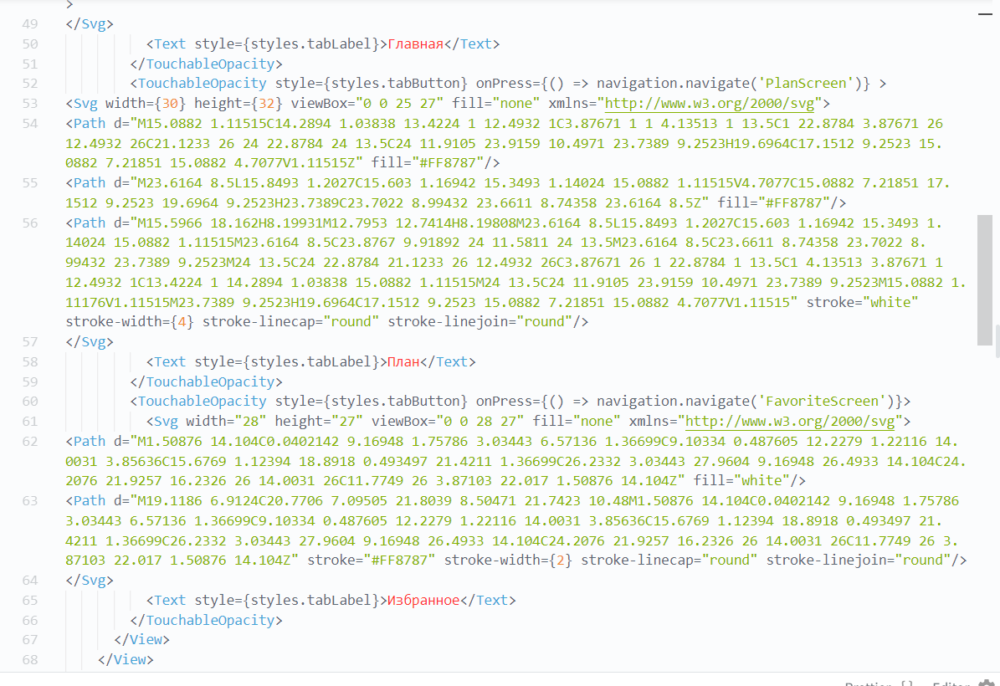 >
49 </Svg>
50 <Text style={styles.tabLabel}>Главная</Text>
51 </TouchableOpacity>
52 <TouchableOpacity style={styles.tabButton} onPress={() => navigation.navigate('PlanScreen')} >
53 <Svg width={30} height={32} viewBox="0 0 25 27" fill="none" xmlns="http://www.w3.org/2000/svg">
54 <Path d="M15.0882 1.11515C14.2894 1.03838 13.4224 1 12.4932 1C3.87671 1 1 4.13513 1 13.5C1 22.8784 3.87671 26
12.4932 26C21.1233 26 24 22.8784 24 13.5C24 11.9105 23.9159 10.4971 23.7389 9.2523H19.6964C17.1512 9.2523 15.
0882 7.21851 15.0882 4.7077V1.11515Z" fill="#FF8787"/>
55 <Path d="M23.6164 8.5L15.8493 1.2027C15.603 1.16942 15.3493 1.14024 15.0882 1.11515V4.7077C15.0882 7.21851 17.
1512 9.2523 19.6964 9.2523H23.7389C23.7022 8.99432 23.6611 8.74358 23.6164 8.5Z" fill="#FF8787"/>
56 <Path d="M15.5966 18.162H8.19931M12.7953 12.7414H8.19808M23.6164 8.5L15.8493 1.2027C15.603 1.16942 15.3493 1.
14024 15.0882 1.11515M23.6164 8.5C23.8767 9.91892 24 11.5811 24 13.5M23.6164 8.5C23.6611 8.74358 23.7022 8.
99432 23.7389 9.2523M24 13.5C24 22.8784 21.1233 26 12.4932 26C3.87671 26 1 22.8784 1 13.5C1 4.13513 3.87671 1
12.4932 1C13.4224 1 14.2894 1.03838 15.0882 1.11515M24 13.5C24 11.9105 23.9159 10.4971 23.7389 9.2523M15.0882 1.
11176V1.11515M23.7389 9.2523H19.6964C17.1512 9.2523 15.0882 7.21851 15.0882 4.7077V1.11515" stroke="white"
stroke-width={4} stroke-linecap="round" stroke-linejoin="round"/>
57 </Svg>
58 <Text style={styles.tabLabel}>План</Text>
59 </TouchableOpacity>
60 <TouchableOpacity style={styles.tabButton} onPress={() => navigation.navigate('FavoriteScreen')}>
61 <Svg width="28" height="27" viewBox="0 0 28 27" fill="none" xmlns="http://www.w3.org/2000/svg">
62 <Path d="M1.50876 14.104C0.0402142 9.16948 1.75786 3.03443 6.57136 1.36699C9.10334 0.487605 12.2279 1.22116 14.
0031 3.85636C15.6769 1.12394 18.8918 0.493497 21.4211 1.36699C26.2332 3.03443 27.9604 9.16948 26.4933 14.104C24.
2076 21.9257 16.2326 26 14.0031 26C11.7749 26 3.87103 22.017 1.50876 14.104Z" fill="white"/>
63 <Path d="M19.1186 6.9124C20.7706 7.09505 21.8039 8.50471 21.7423 10.48M1.50876 14.104C0.0402142 9.16948 1.75786
3.03443 6.57136 1.36699C9.10334 0.487605 12.2279 1.22116 14.0031 3.85636C15.6769 1.12394 18.8918 0.493497 21.
4211 1.36699C26.2332 3.03443 27.9604 9.16948 26.4933 14.104C24.2076 21.9257 16.2326 26 14.0031 26C11.7749 26 3.
87103 22.017 1.50876 14.104Z" stroke="#FF8787" stroke-width={2} stroke-linecap="round" stroke-linejoin="round"/>
64 </Svg>
65 <Text style={styles.tabLabel}>Избранное</Text>
66 </TouchableOpacity>
67 </View>
68 </View>
Prettier {} Editor